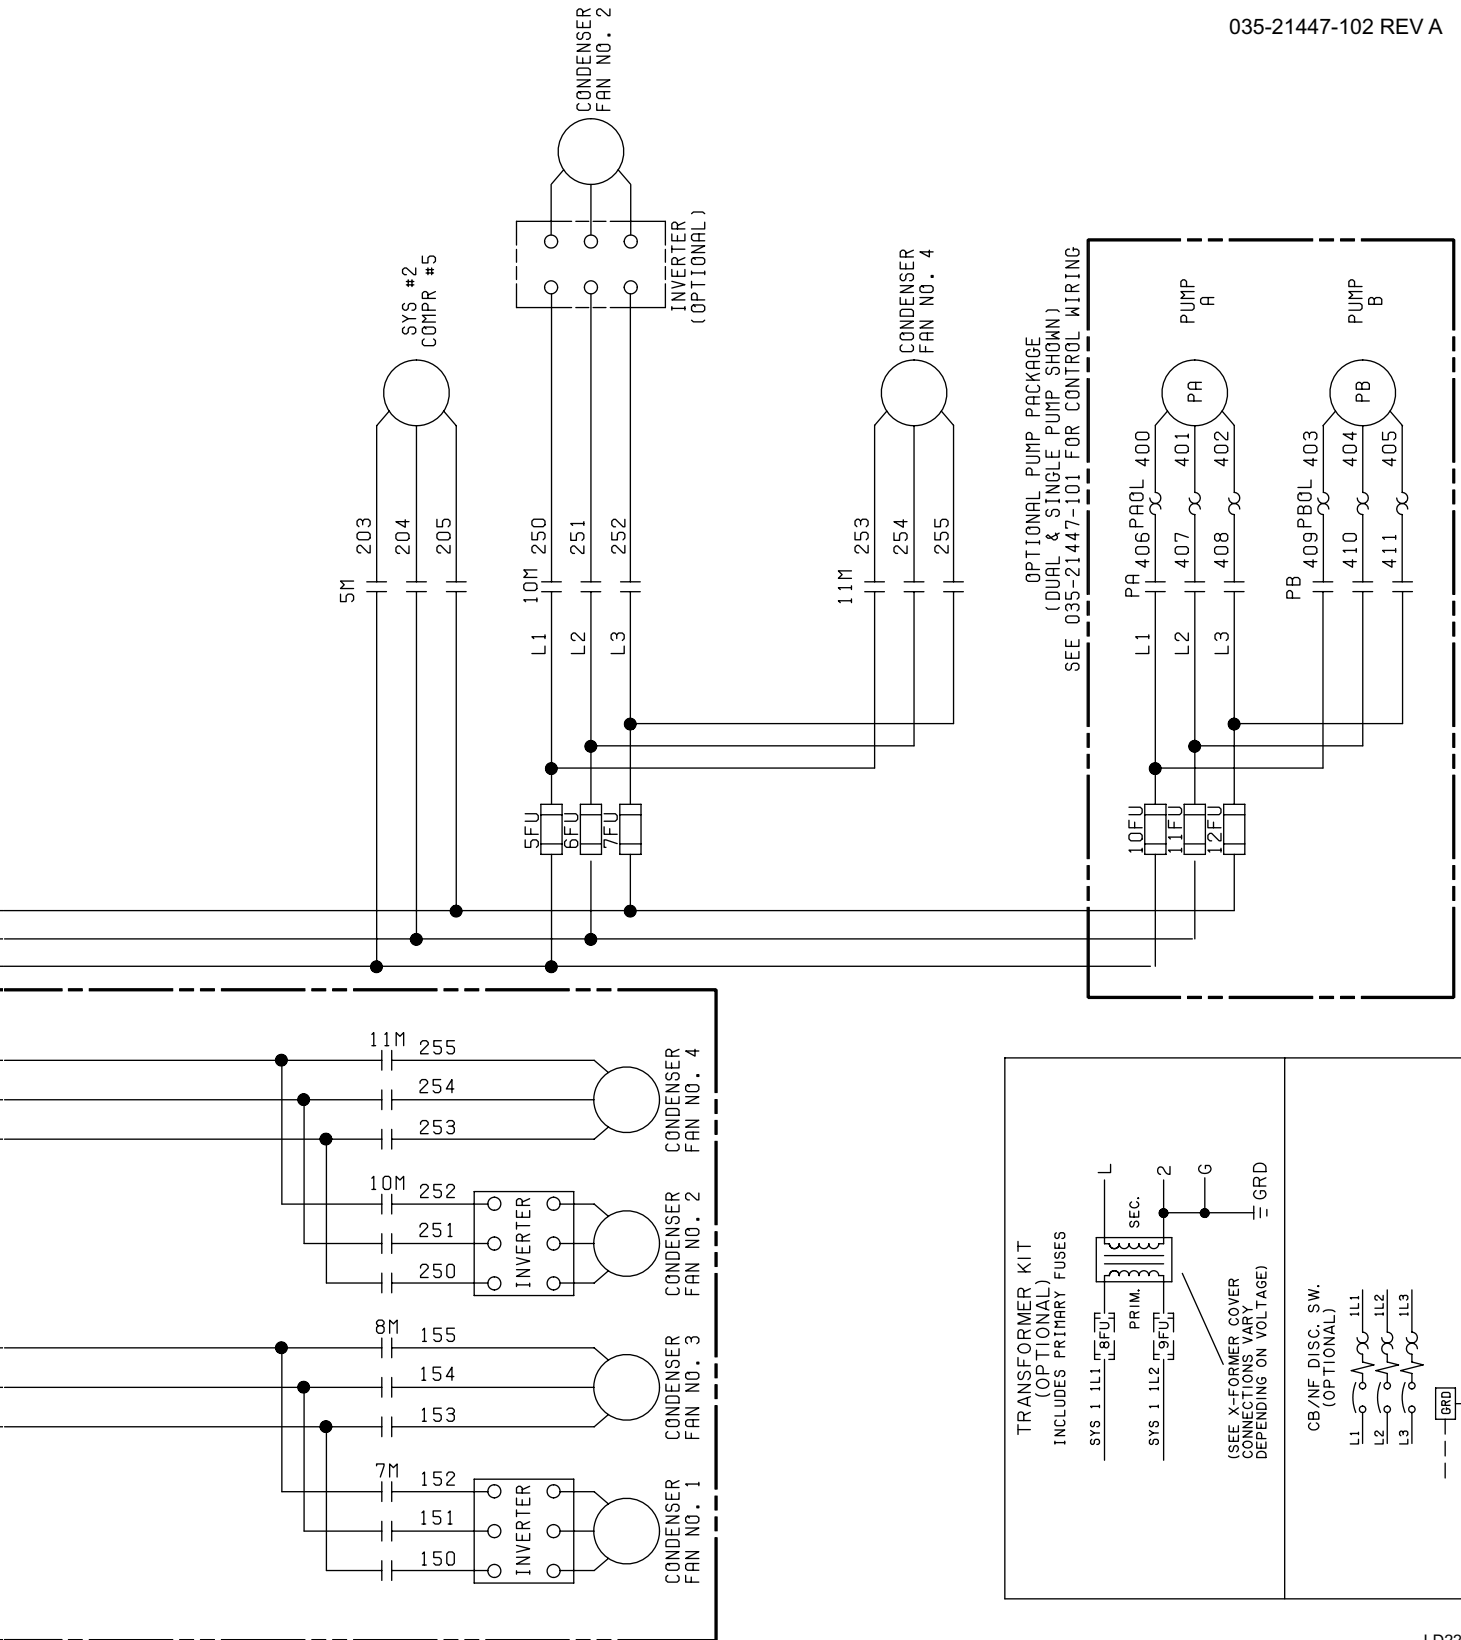 035-21447-102 REV A
CONDENSER
FAN NO. 2
INVERTER
(OPTIONAL)
SYS #2
COMPR #5
CONDENSER
FAN NO. 4
5M
203
204
205
10M
250
251
252
L1
L2
L3
11M
253
254
255
5FU
6FU
7FU
OPTIONAL PUMP PACKAGE
(DUAL & SINGLE PUMP SHOWN)
SEE 035-21447-101 FOR CONTROL WIRING
PUMP
A
PUMP
B
PA
PB
400
401
402
403
404
405
PAOL
PBOL
406
407
408
409
410
411
PA
PB
L1
L2
L3
10FU
11FU
12FU
11M
255
254
253
CONDENSER
FAN NO. 4
10M
252
251
250
INVERTER
CONDENSER
FAN NO. 2
8M
155
154
153
CONDENSER
FAN NO. 3
7M
152
151
150
INVERTER
CONDENSER
FAN NO. 1
TRANSFORMER KIT
(OPTIONAL)
INCLUDES PRIMARY FUSES
SYS 1 1L1
8FU
SYS 1 1L2
9FU
PRIM.
SEC.
L
2
G
GRD
(SEE X-FORMER COVER
CONNECTIONS VARY
DEPENDING ON VOLTAGE)
CB/NF DISC. SW.
(OPTIONAL)
L1
1L1
L2
1L2
L3
1L3
GRD